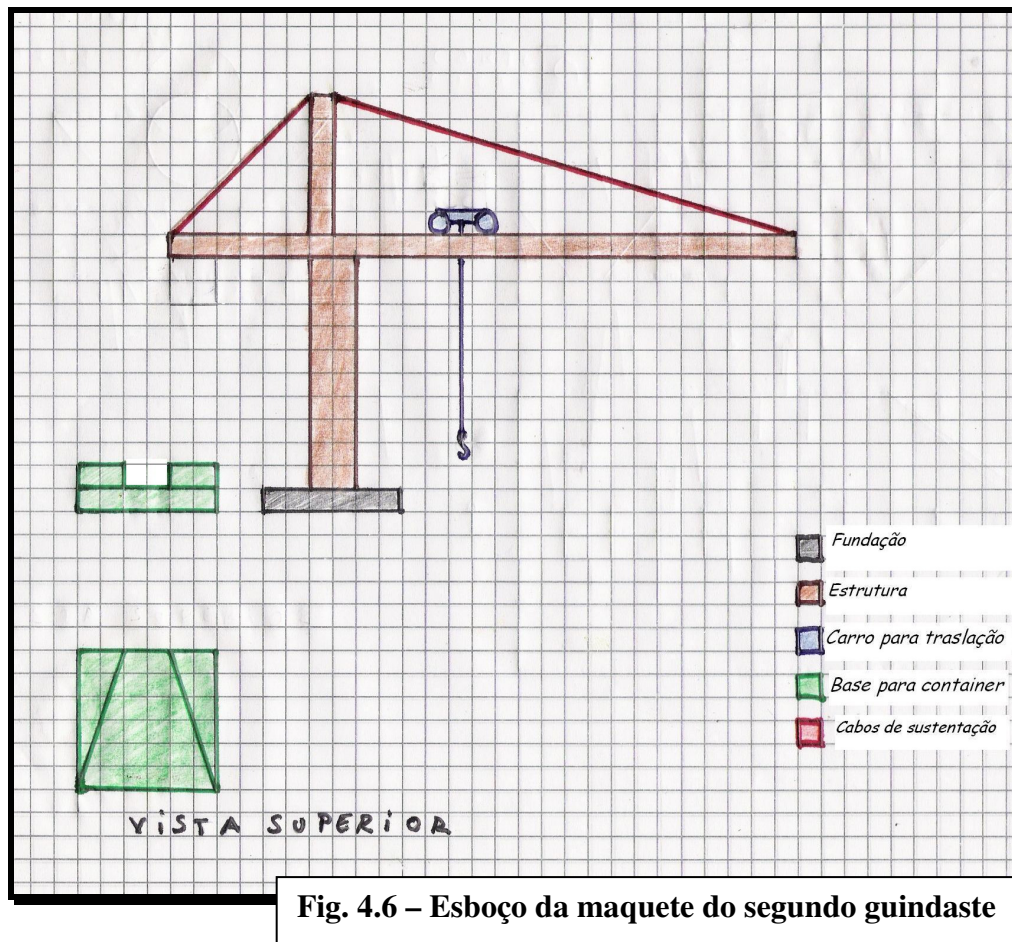 Fundação
Estrutura
Carro para traslação
Base para container
Cabos de sustentação
VISTA SUPERIOR
Fig. 4.6 – Esboço da maquete do segundo guindaste